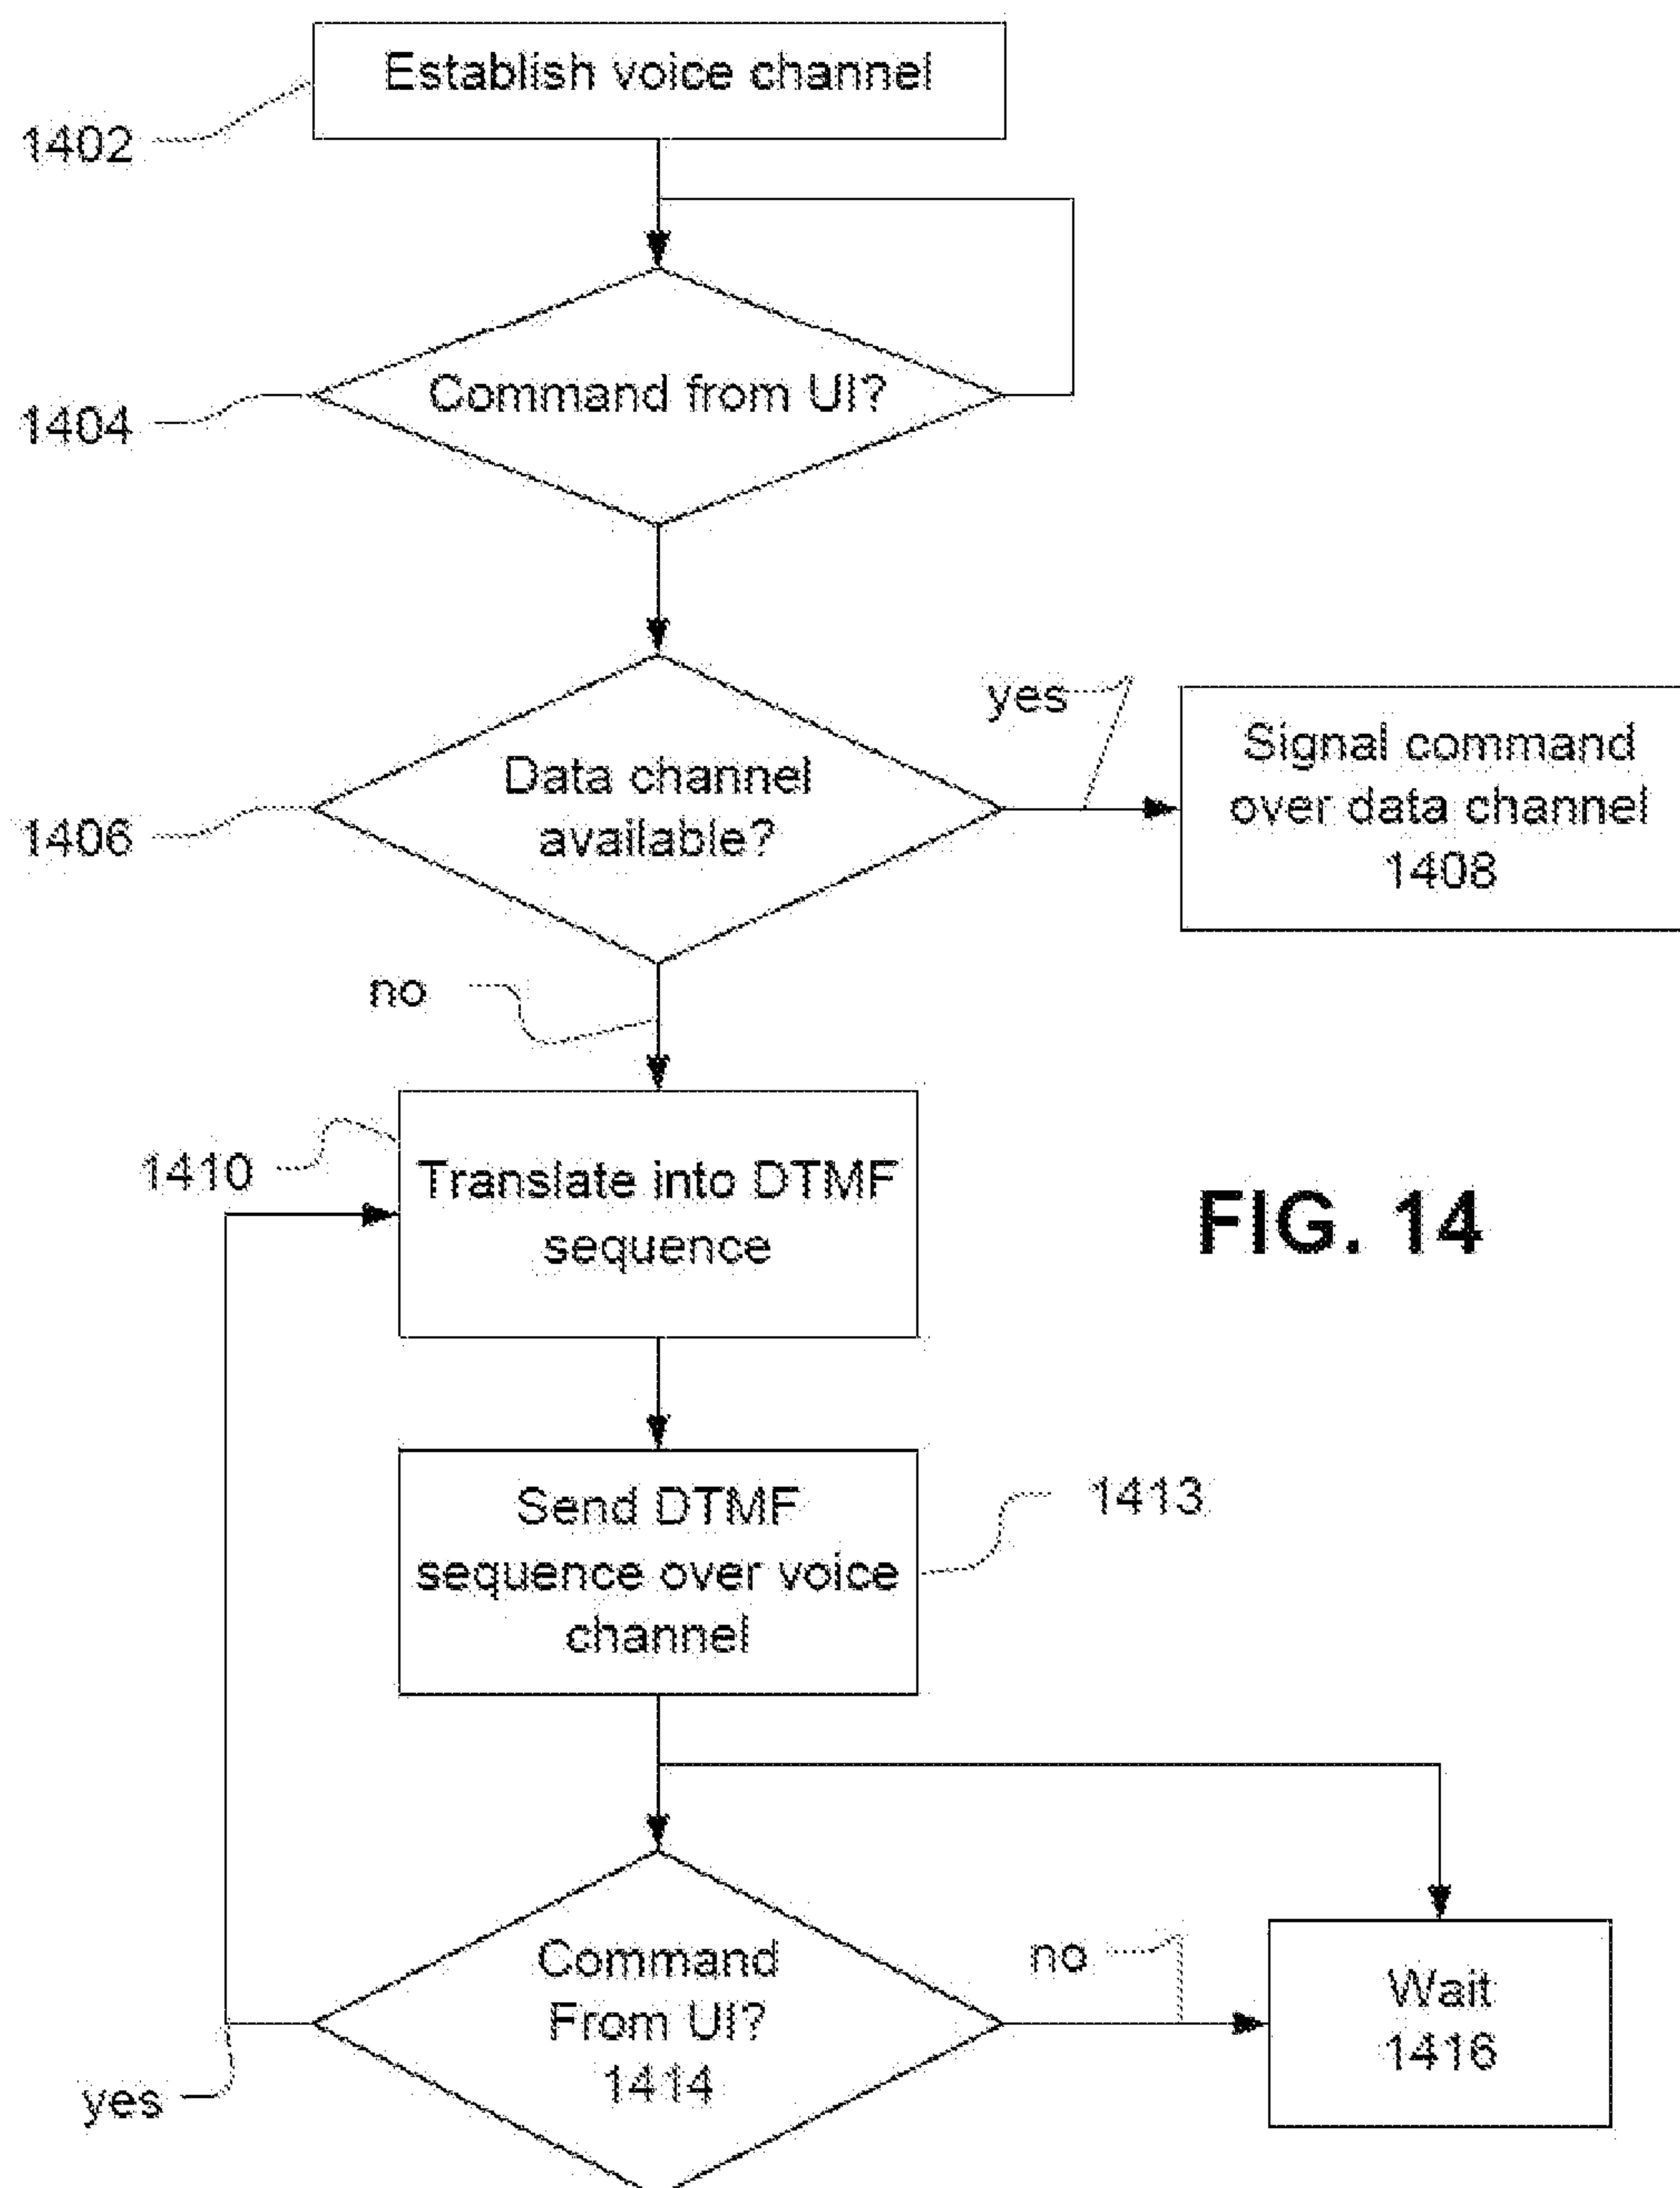 Establish voice channel
1402
Command from UI?
1404
yes
Data channel
available?
1406
Signal command
over data channel
1408
no
1410
Translate into DTMF
sequence
FIG. 14
Send DTMF
sequence over voice
channel
1413
Command
From UI?
1414
no
Wait
1416
yes